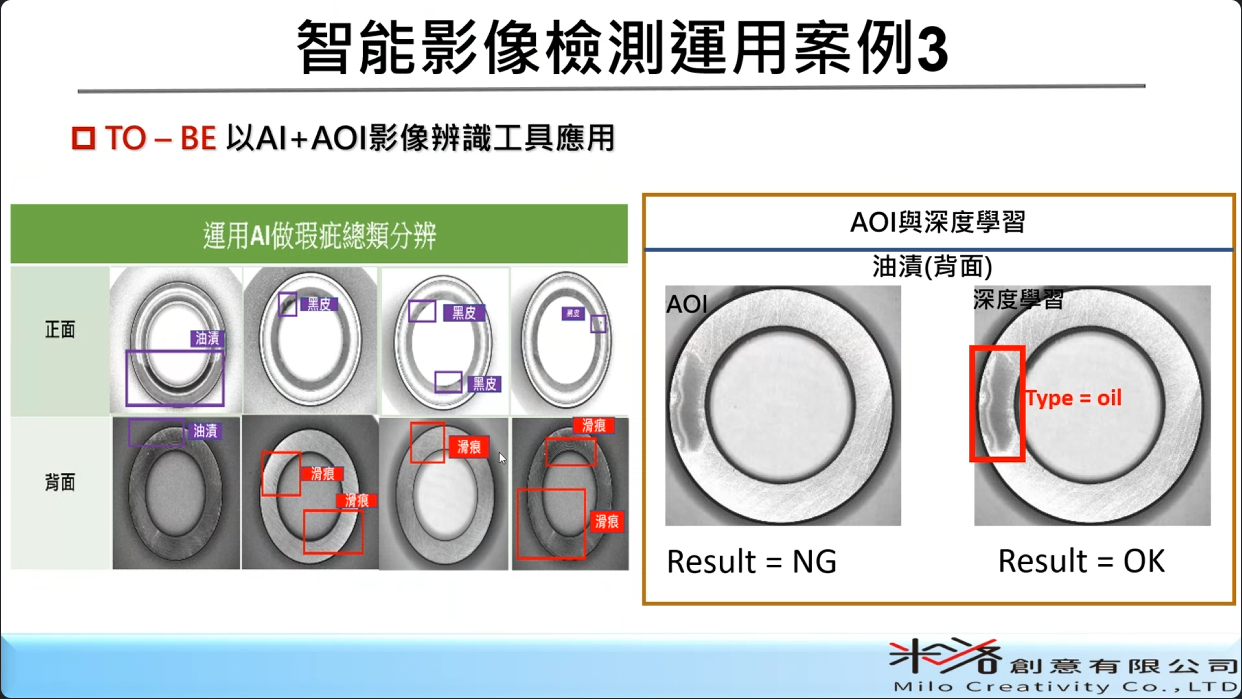 智能影像檢測運用案例3
TO – BE 以AI+AOI影像辨識工具應用
運用AI做瑕疵總類分辨
正面
油漬
黑皮
黑皮
黑皮
黑皮
背面
油漬
滑痕
滑痕
滑痕
滑痕
滑痕
AOI與深度學習
油漬(背面)
AOI
深度學習
Type = oil
Result = NG
Result = OK
米洛創意有限公司
Milo Creativity Co.,LTD